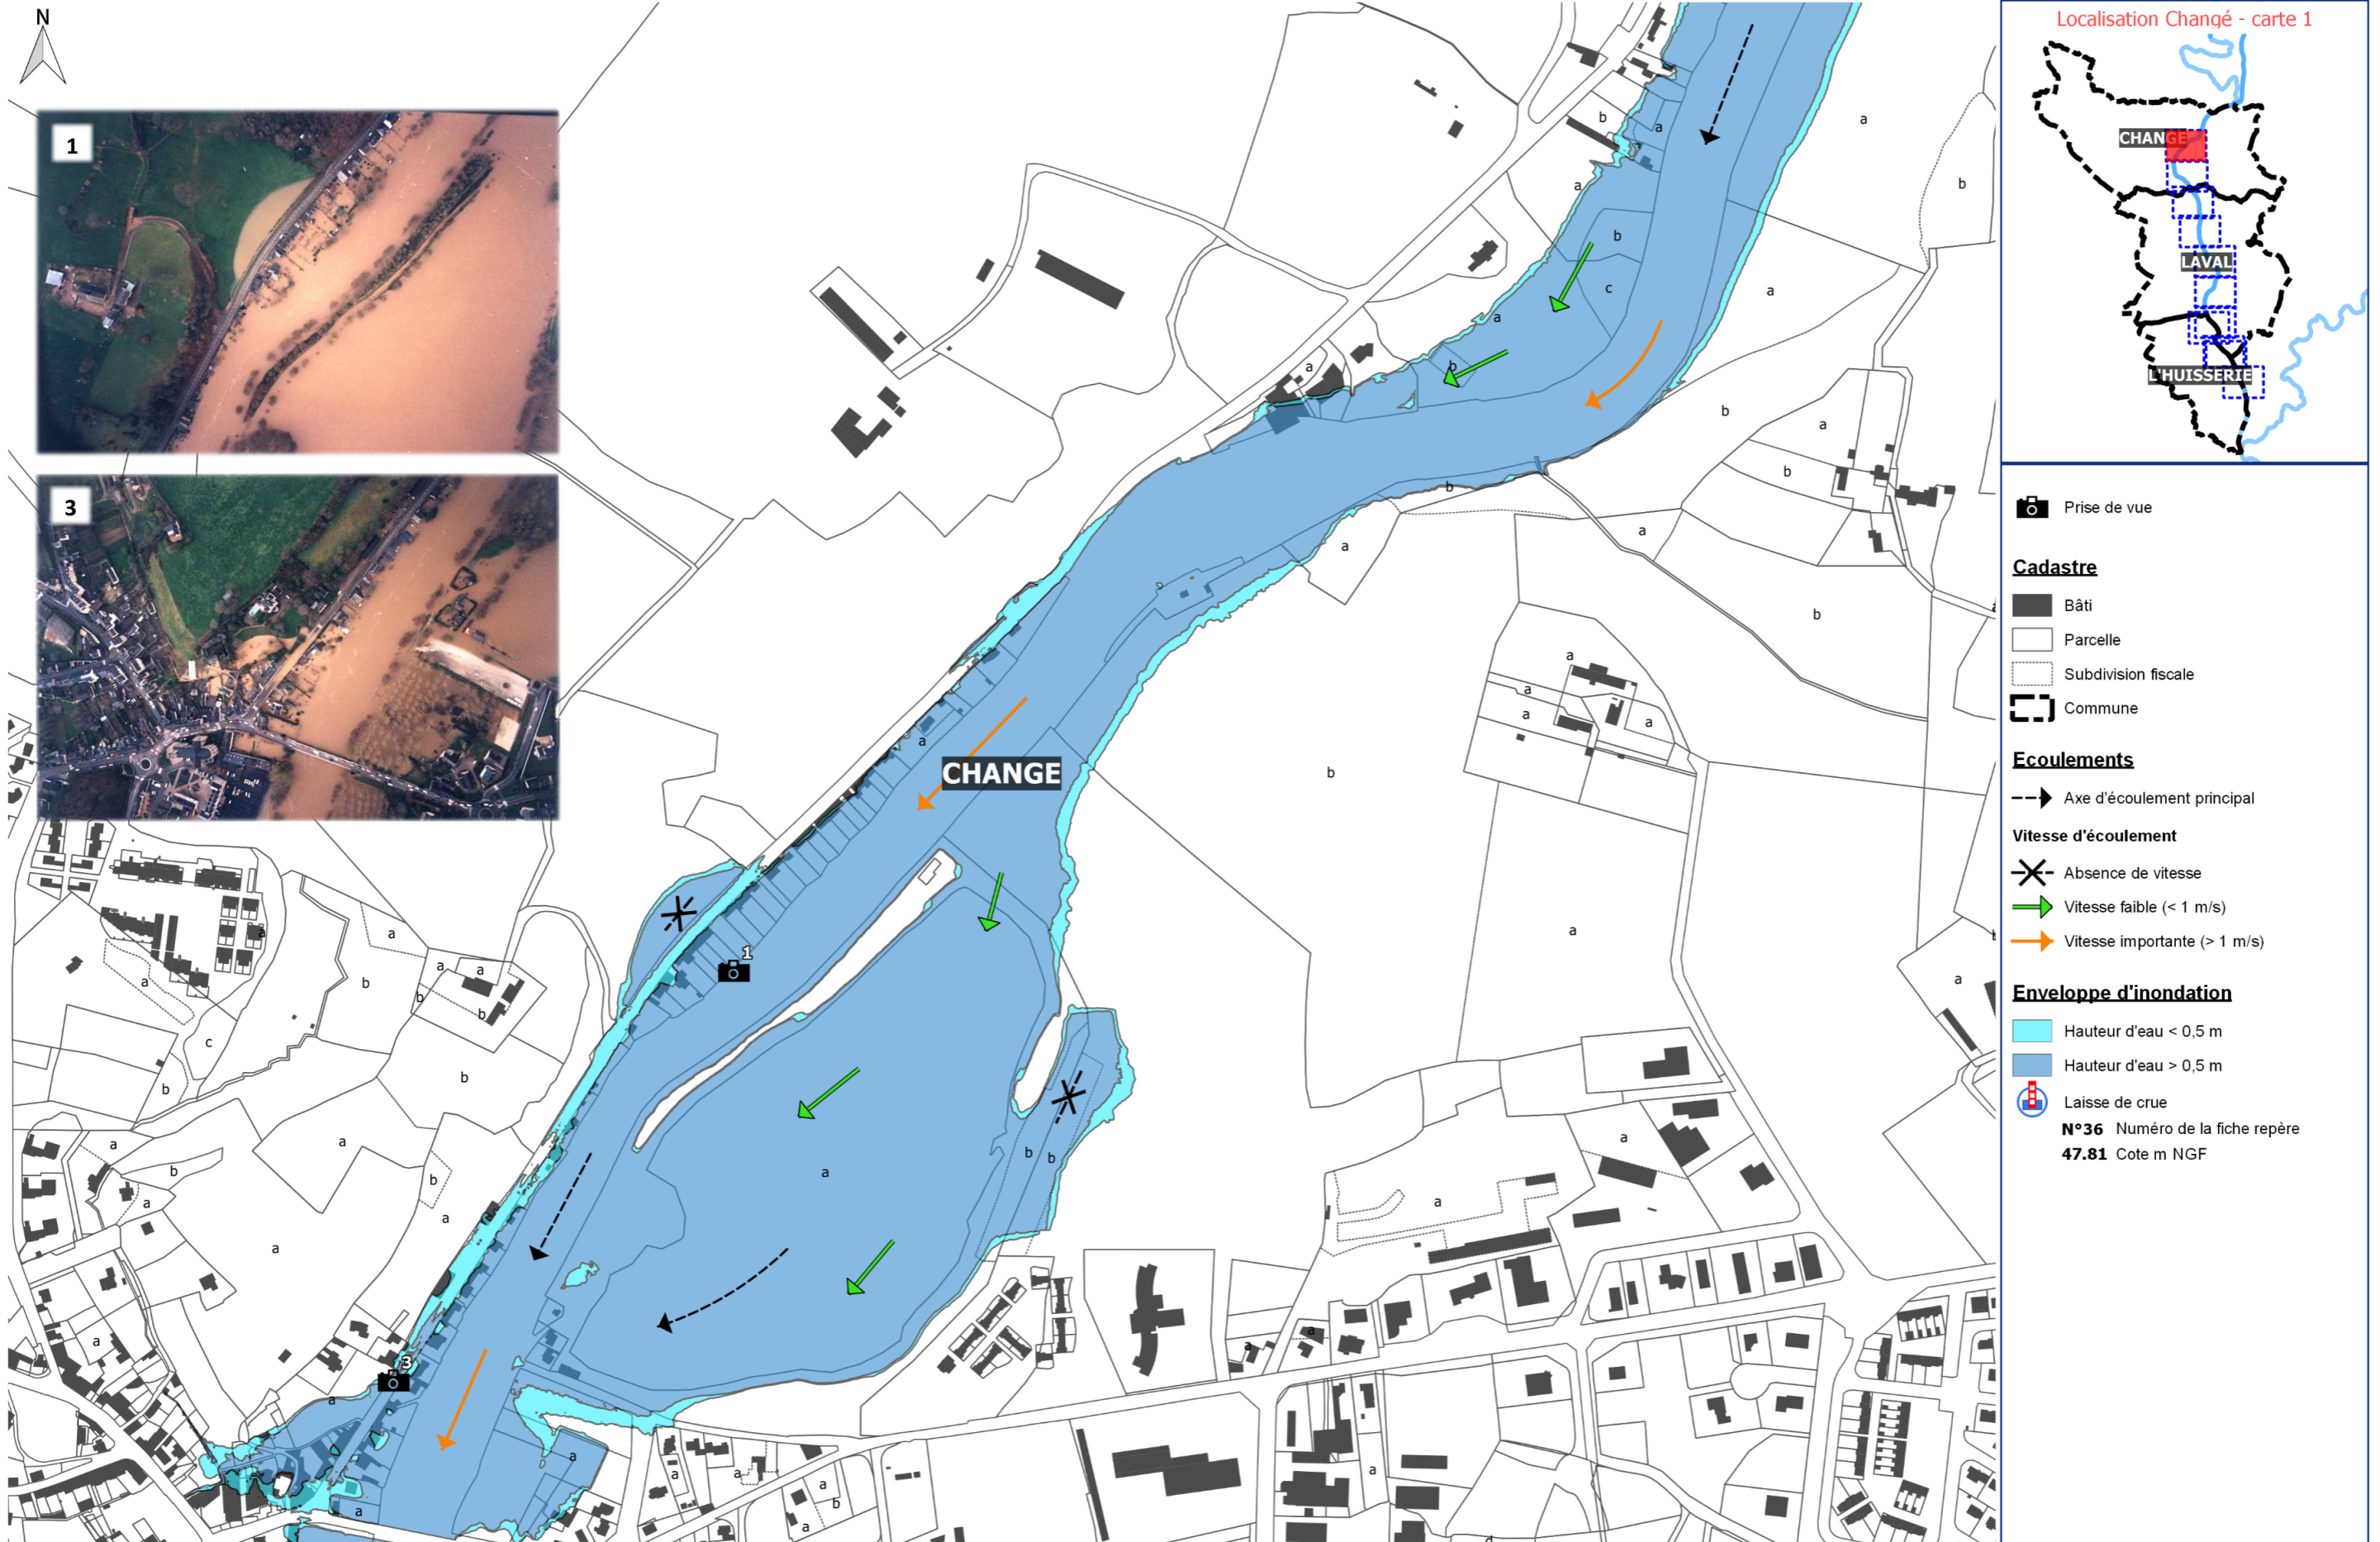 N
1
3
CHANGE
1
3
a
b
a
a
b
a
b
c
a
a
b
a
a
b
a
b
b
b
a
a
b
a
a
a
a
a
b
a
a
a
a
b
a
a
b
b
a
c
b
b
a
a
b
a
b
b
a
b
a
a
a
a
a
a
a
a
a
a
a
b
a
a
a
Localisation Changé - carte 1
CHANGE
LAVAL
L'HUISSERIE
Prise de vue
Cadastre
Bâti
Parcelle
Subdivision fiscale
Commune
Ecoulements
Axe d'écoulement principal
Vitesse d'écoulement
Absence de vitesse
Vitesse faible (< 1 m/s)
Vitesse importante (> 1 m/s)
Enveloppe d'inondation
Hauteur d'eau < 0,5 m
Hauteur d'eau > 0,5 m
Laisse de crue
N°36 Numéro de la fiche repère
47.81 Cote m NGF